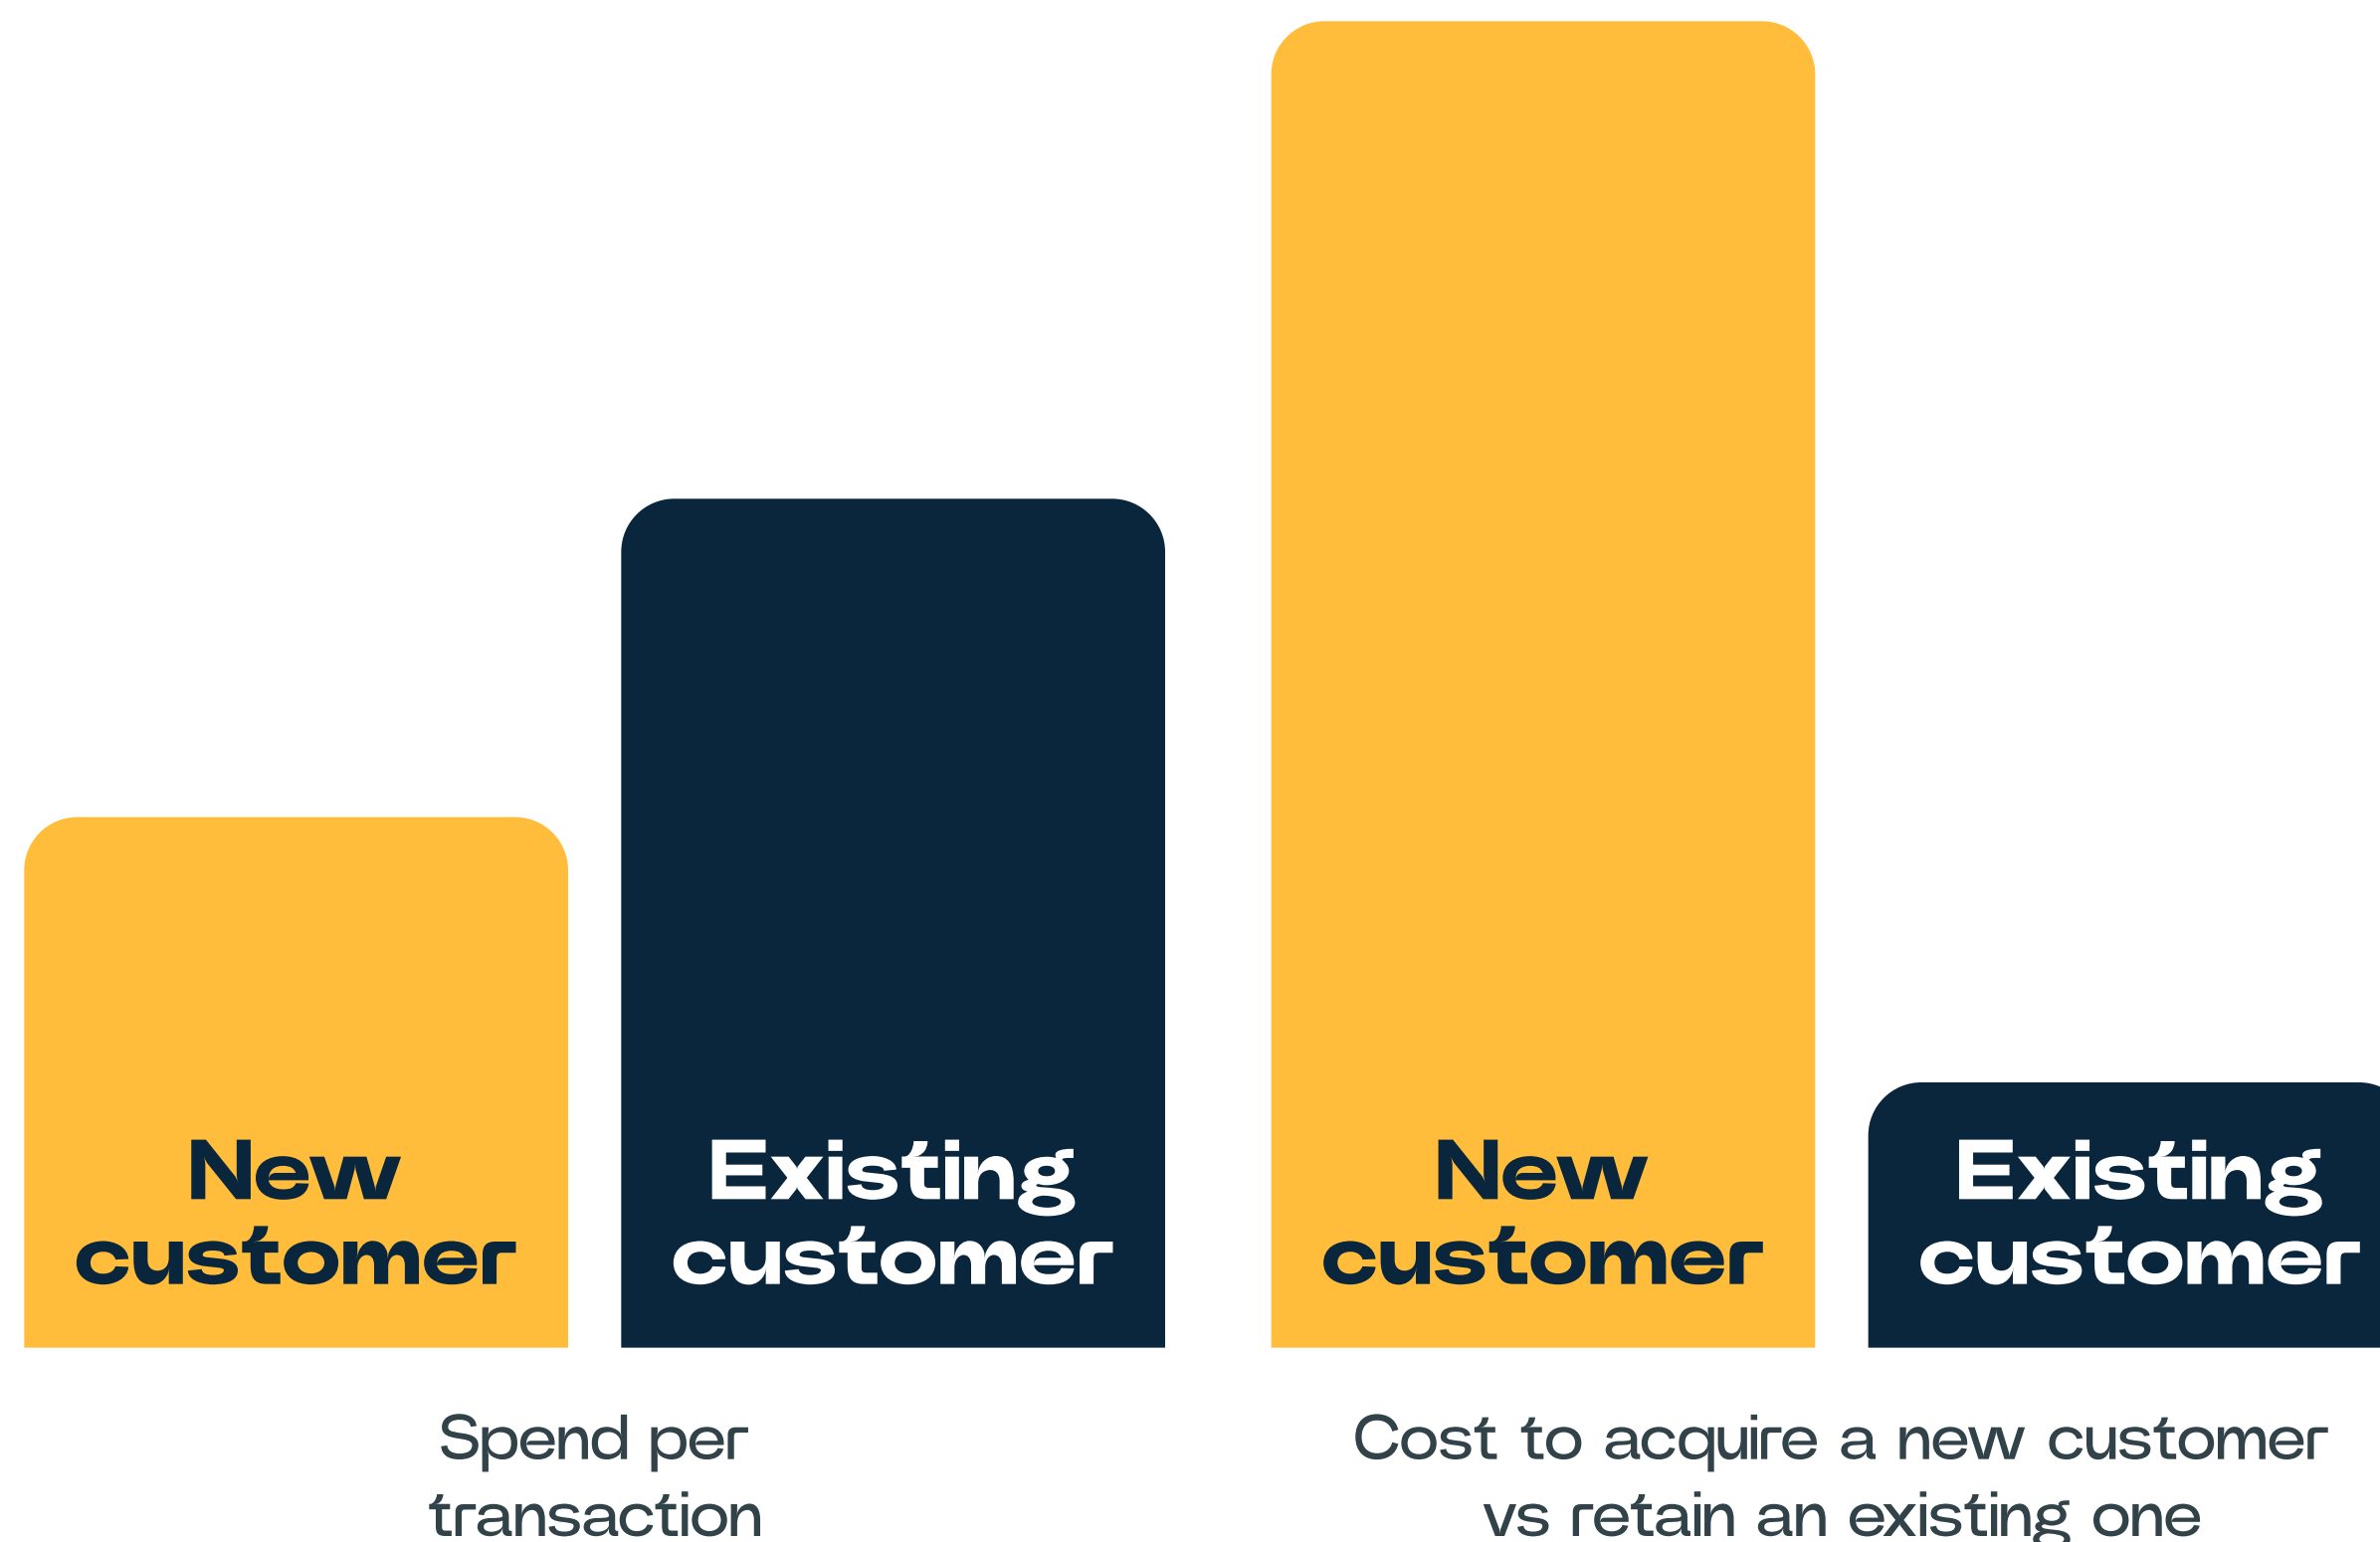 New
customer
Existing
customer
New
customer
Existing
customer
Spend per
transaction
Cost to acquire a new customer
vs retain an existing one